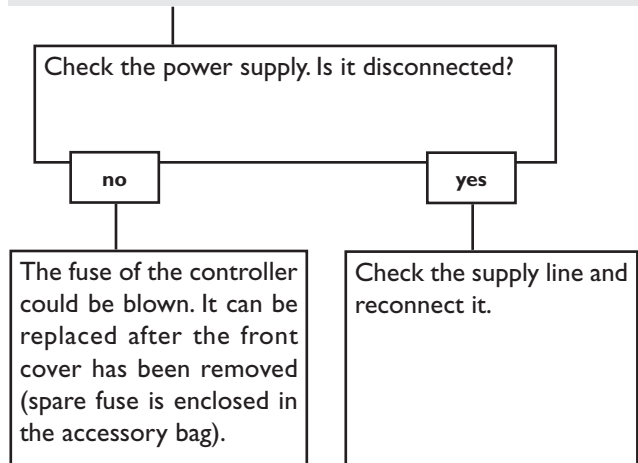 Check the power supply. Is it disconnected?
no
yes
The fuse of the controller
could be blown. It can be
replaced after the front
cover has been removed
(spare fuse is enclosed in
the accessory bag).
Check the supply line and
reconnect it.